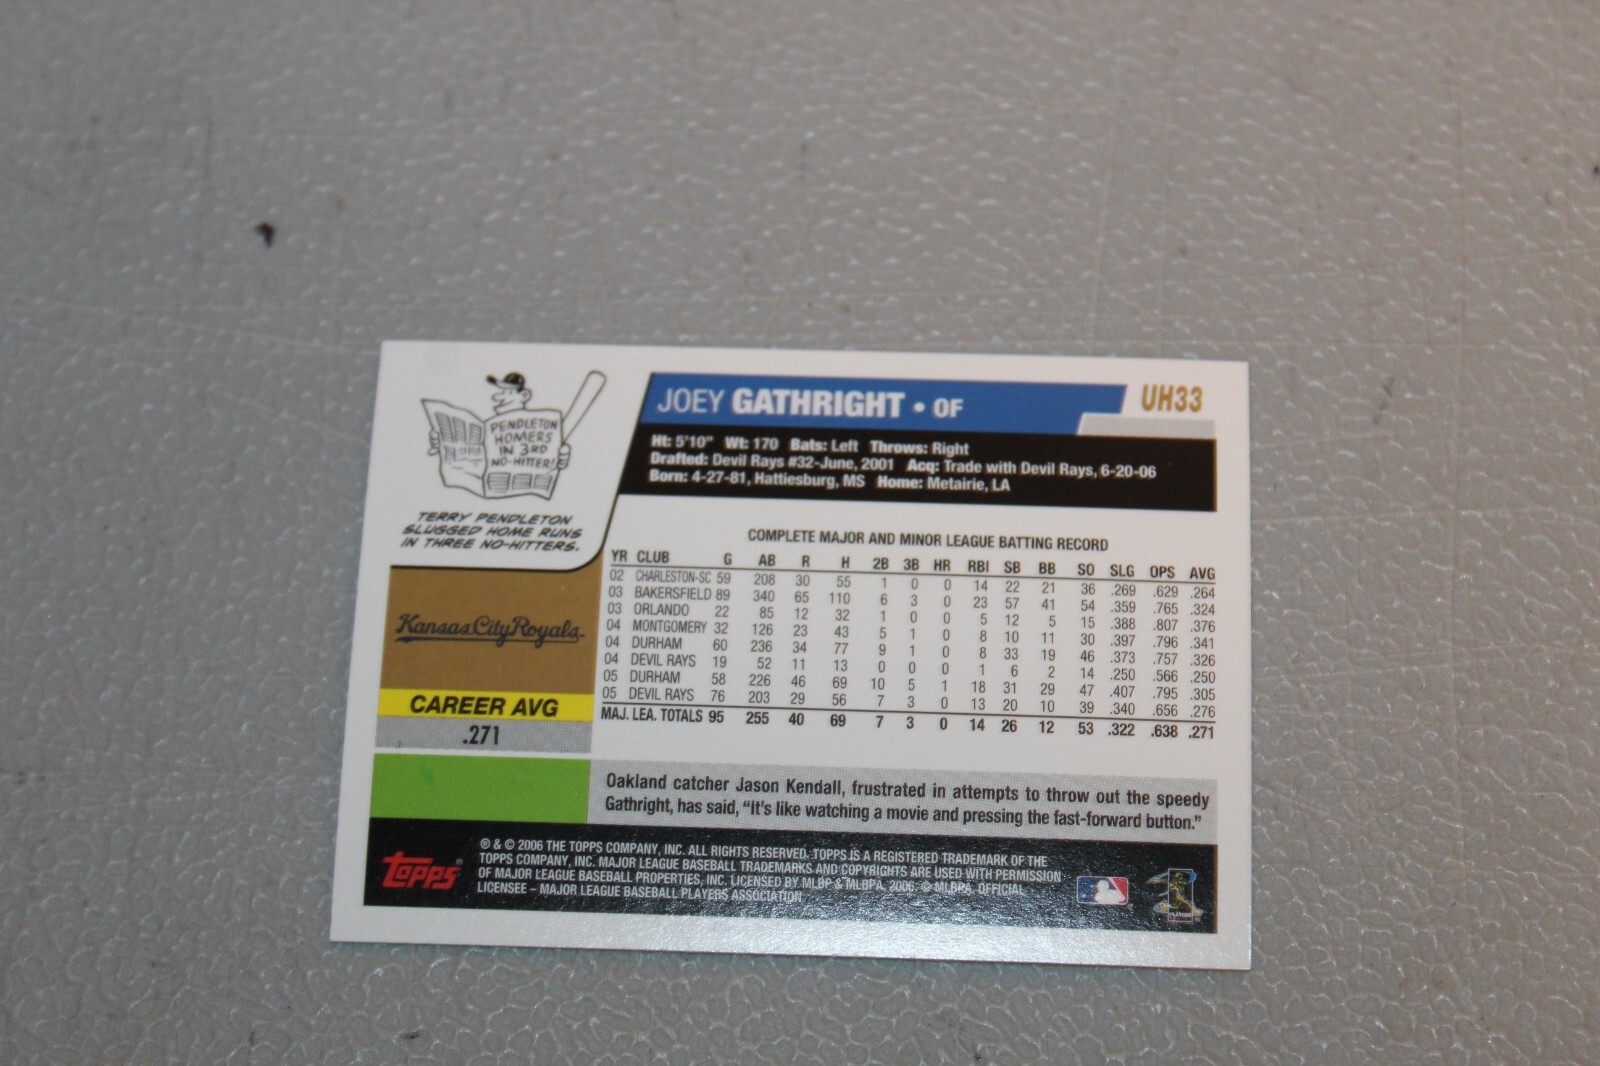 PENDLETON
HOMERS
IN 3RD
NO-HITTER!
TERRY PENDLETON
SLUGGED HOME RUNS
IN THREE NO-HITTERS.
JOEY GATHRIGHT • OF
UH33
Ht: 5'10" Wt: 170 Bats: Left Throws: Right
Drafted: Devil Rays #32-June, 2001 Acq: Trade with Devil Rays, 6-20-06
Born: 4-27-81, Hattiesburg, MS Home: Metairie, LA
Kansas City Royals
CAREER AVG
.271
COMPLETE MAJOR AND MINOR LEAGUE BATTING RECORD
YR CLUB G AB R H 2B 3B HR RBI SB BB SO SLG OPS AVG
02 CHARLESTON-SC 59 208 30 55 1 0 0 14 22 21 36 .269 .629 .264
03 BAKERSFIELD 89 340 65 110 6 3 0 23 57 41 54 .359 .765 .324
03 ORLANDO 22 85 12 32 1 0 0 5 12 5 15 .388 .807 .376
04 MONTGOMERY 32 126 23 43 5 1 0 8 10 11 30 .397 .796 .341
04 DURHAM 60 236 34 77 9 1 0 8 33 19 46 .373 .757 .326
04 DEVIL RAYS 19 52 11 13 0 0 0 1 6 2 14 .250 .566 .250
05 DURHAM 58 226 46 69 10 5 1 18 31 29 47 .407 .795 .305
05 DEVIL RAYS 76 203 29 56 7 3 0 13 20 10 39 .340 .656 .276
MAJ. LEA. TOTALS 95 255 40 69 7 3 0 14 26 12 53 .322 .638 .271
Oakland catcher Jason Kendall, frustrated in attempts to throw out the speedy
Gathright, has said, "It's like watching a movie and pressing the fast-forward button."
Topps®
® & © 2006 THE TOPPS COMPANY, INC. ALL RIGHTS RESERVED. TOPPS IS A REGISTERED TRADEMARK OF THE
TOPPS COMPANY, INC. MAJOR LEAGUE BASEBALL TRADEMARKS AND COPYRIGHTS ARE USED WITH PERMISSION
OF MAJOR LEAGUE BASEBALL PROPERTIES, INC. LICENSED BY MLBP & MLBPA, 2006. © MLBPA, OFFICIAL
LICENSEE – MAJOR LEAGUE BASEBALL PLAYERS ASSOCIATION